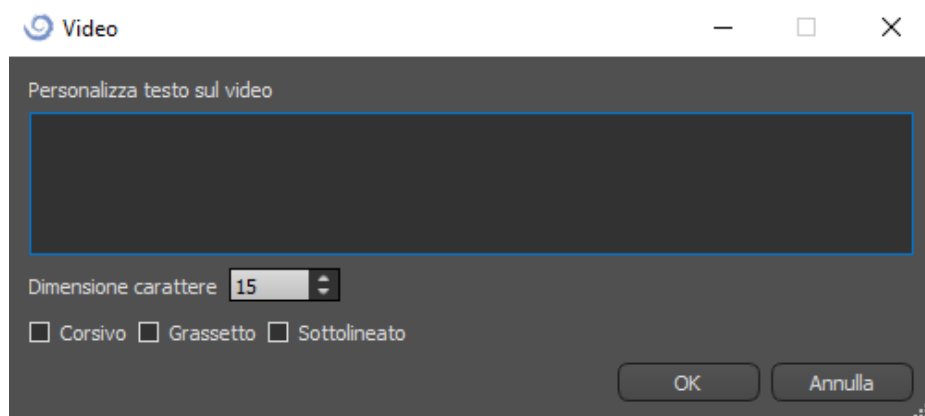 Video
Personalizza testo sul video
Dimensione carattere 15
Corsivo Grassetto Sottolineato
OK Annulla